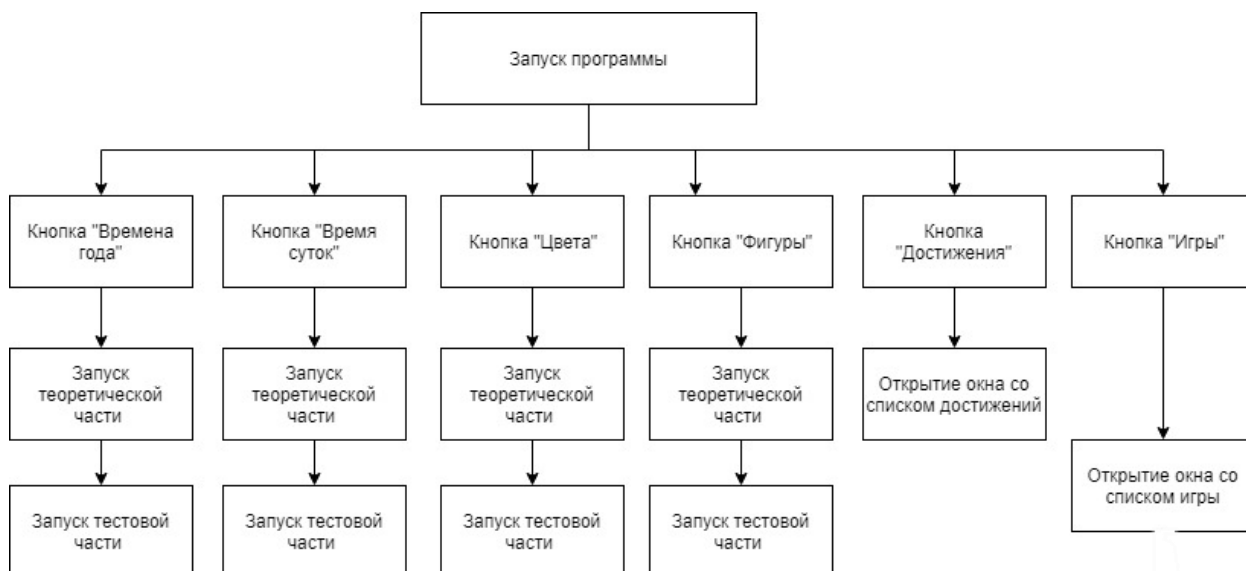 Запуск программы
Кнопка "Времена
года"
Кнопка "Время
суток"
Кнопка "Цвета"
Кнопка "Фигуры"
Кнопка
"Достижения"
Кнопка "Игры"
Запуск
теоретической
части
Запуск
теоретической
части
Запуск
теоретической
части
Запуск
теоретической
части
Открытие окна со
списком достижений
Открытие окна со
списком игры
Запуск тестовой
части
Запуск тестовой
части
Запуск тестовой
части
Запуск тестовой
части